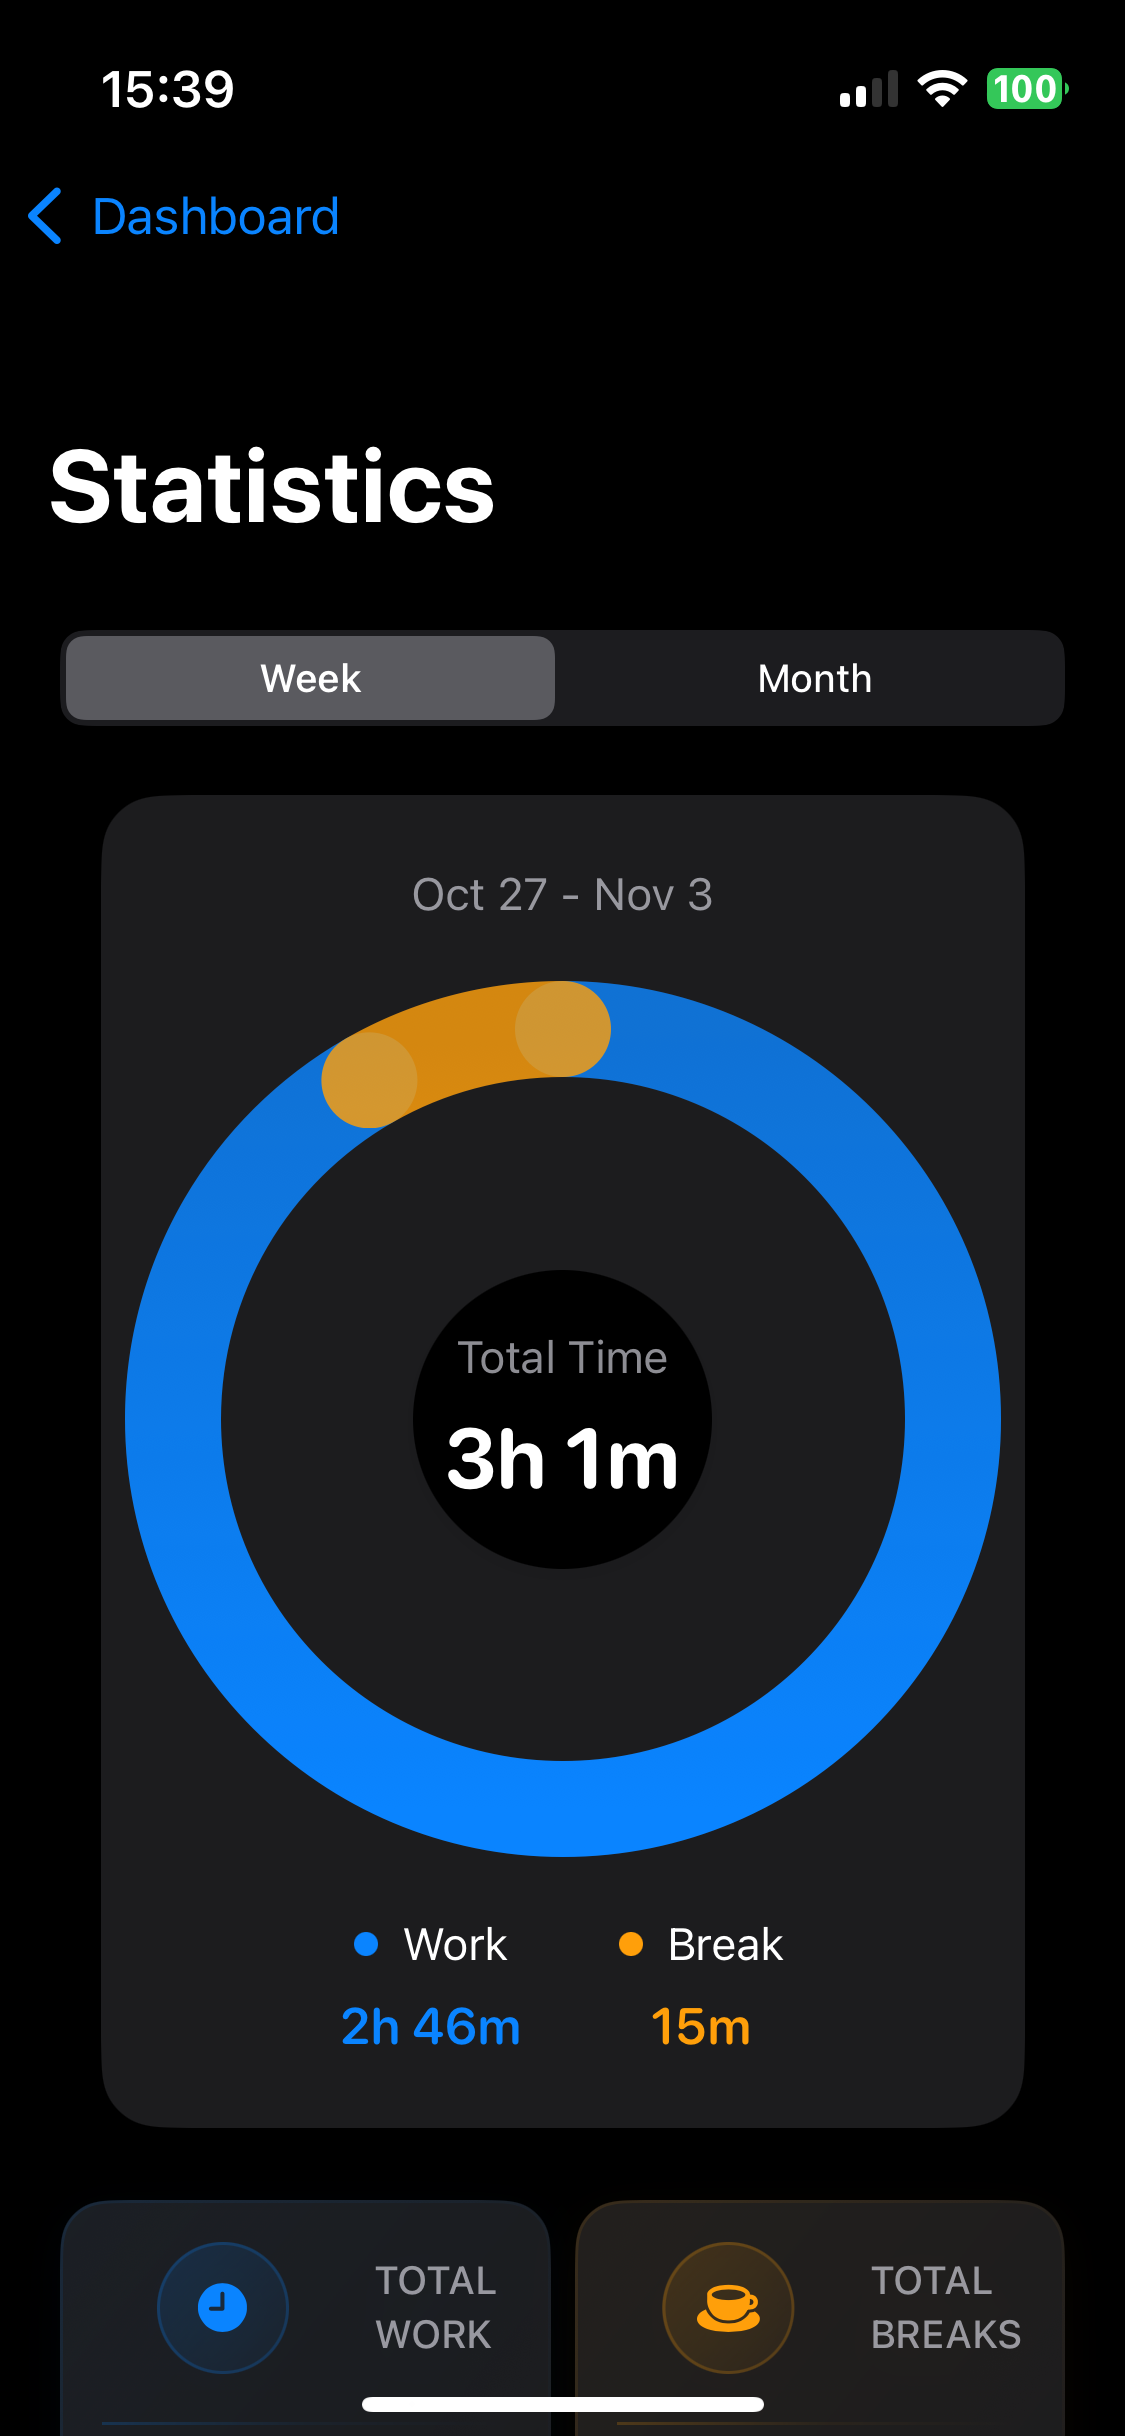 15:39
100
Dashboard
Statistics
Week Month
Oct 27 - Nov 3
Total Time
3h 1m
Work Break
2h 46m 15m
TOTAL WORK
TOTAL BREAKS